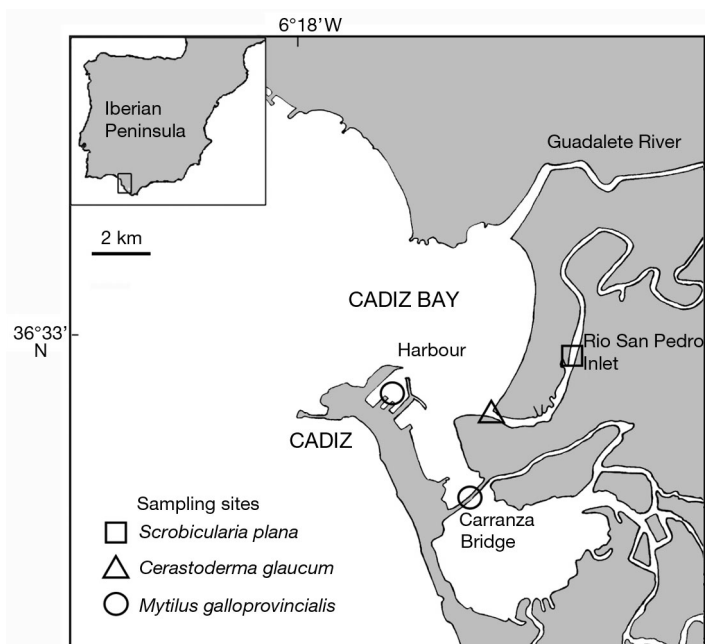 6°18'W
Iberian
Peninsula
Guadalete River
2 km
CADIZ BAY
36°33'
N
Rio San Pedro
Inlet
Harbour
CADIZ
Carranza
Bridge
Sampling sites
Scrobicularia plana
Cerastoderma glaucum
Mytilus galloprovincialis